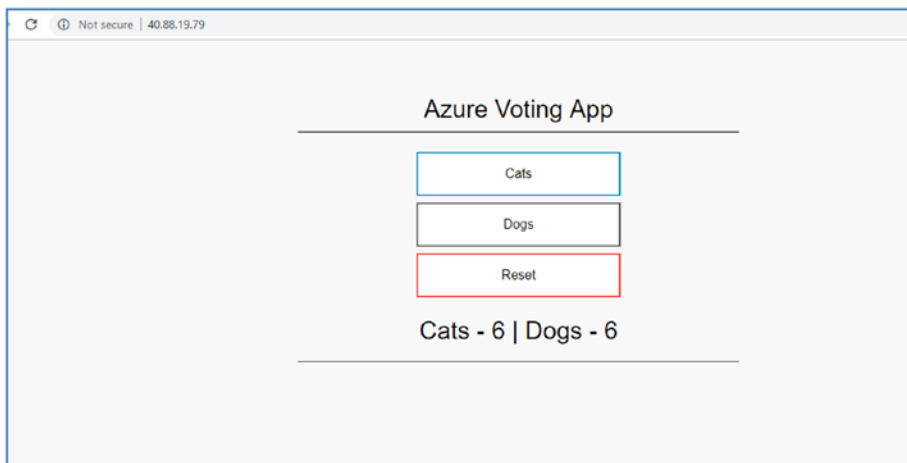 Not secure | 40.88.19.79
Azure Voting App
Cats
Dogs
Reset
Cats - 6 | Dogs - 6